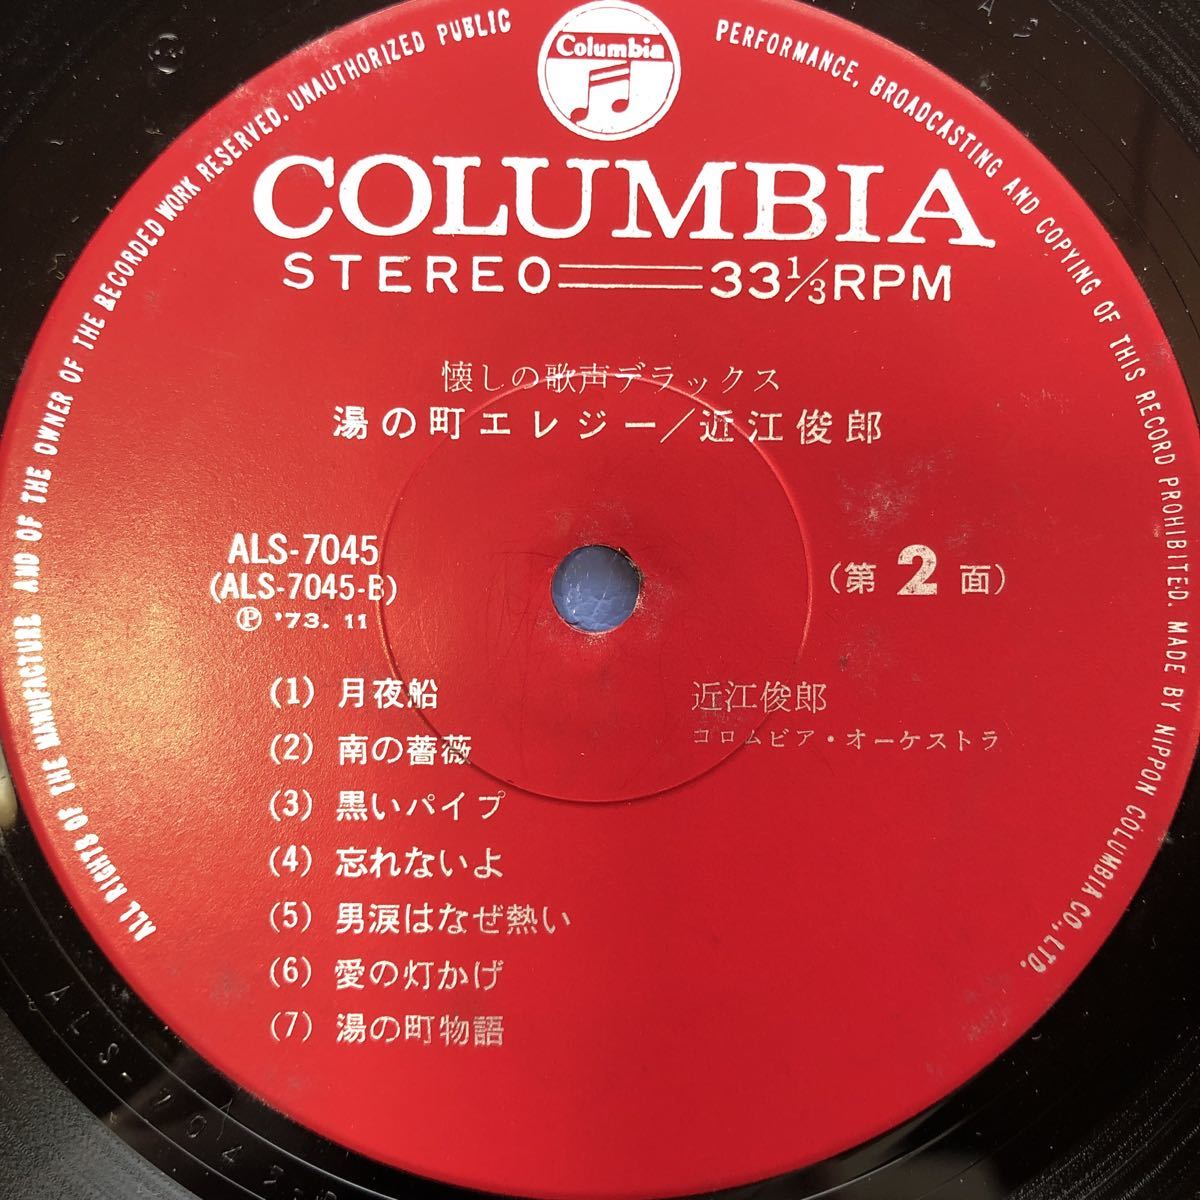 ALL RIGHTS OF THE MANUFACTURE AND OF THE OWNER OF THE RECORDED WORK RESERVED. UNAUTHORIZED PUBLIC PERFORMANCE, BROADCASTING AND COPYING OF THIS RECORD PROHIBITED. MADE BY NIPPON COLUMBIA CO., LTD.
Columbia
COLUMBIA
STEREO 33 1/3 RPM
懐しの歌声デラックス
湯の町エレジー/近江俊郎
ALS-7045
(ALS-7045-B)
Ⓟ '73. 11
(第 2 面)
(1) 月夜船
(2) 南の薔薇
(3) 黒いパイプ
(4) 忘れないよ
(5) 男涙はなぜ熱い
(6) 愛の灯かげ
(7) 湯の町物語
近江俊郎
コロムビア・オーケストラ